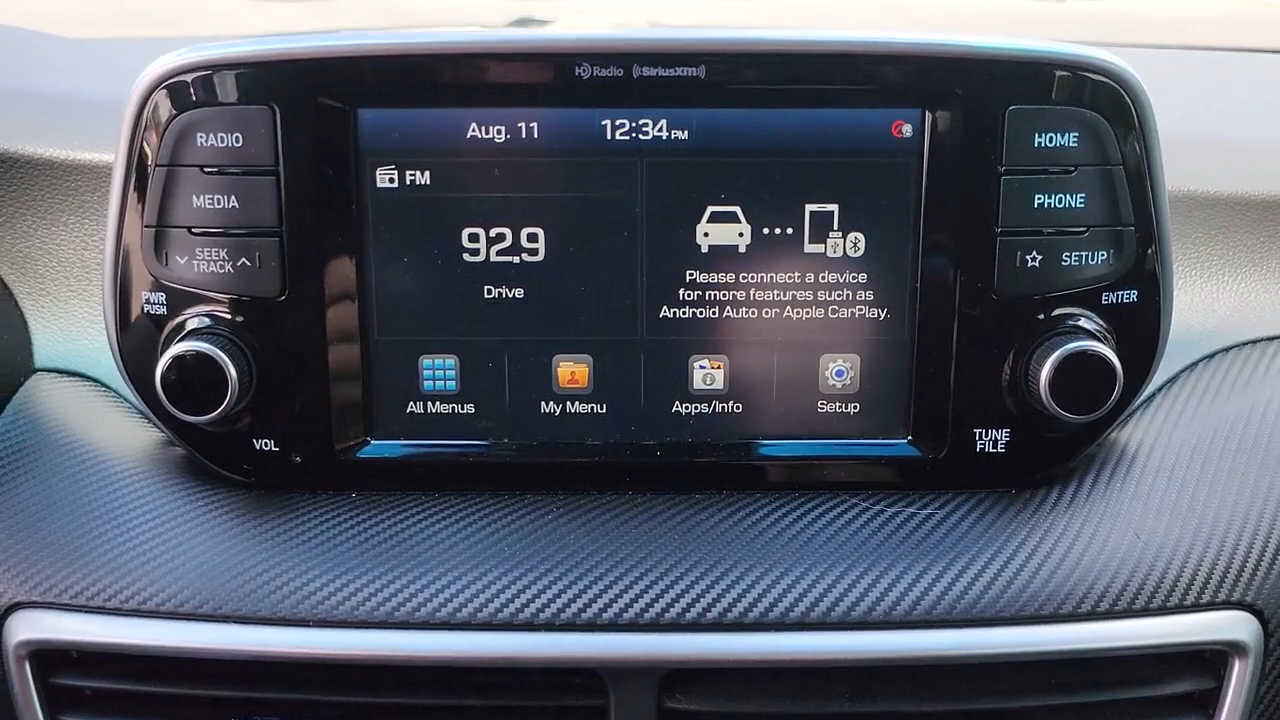 HD Radio ((SiriusXM))
RADIO
MEDIA
SEEK
TRACK
PWR
PUSH
VOL
Aug. 11 12:34 PM
FM
92.9
Drive
Please connect a device
for more features such as
Android Auto or Apple CarPlay.
All Menus My Menu Apps/Info Setup
HOME
PHONE
☆ SETUP
ENTER
TUNE
FILE